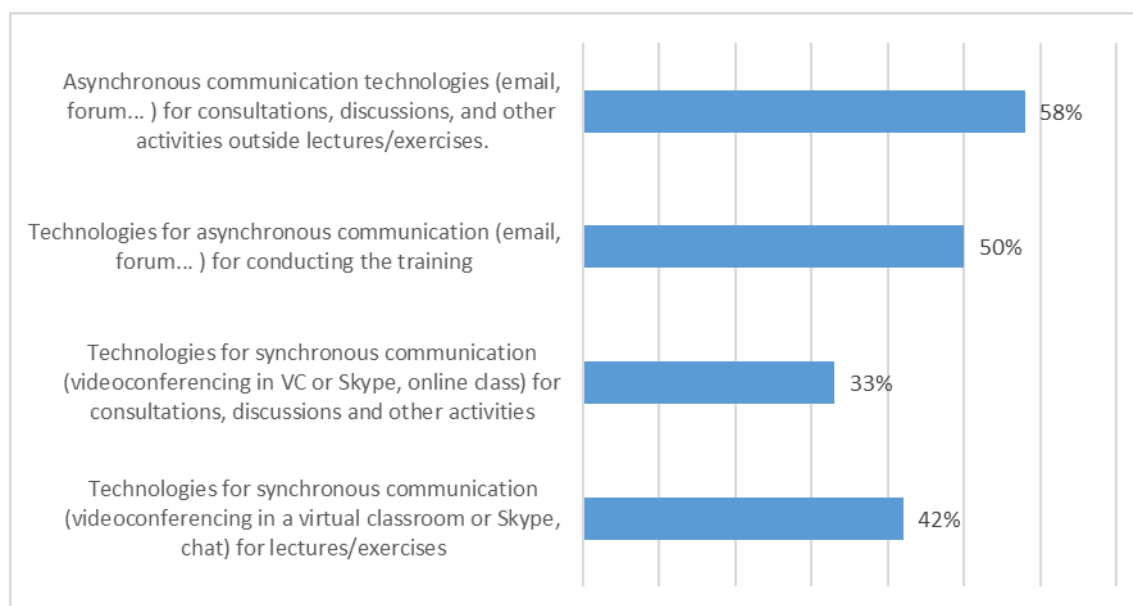 Asynchronous communication technologies (email,
forum... ) for consultations, discussions, and other
activities outside lectures/exercises.
58%
Technologies for asynchronous communication (email,
forum... ) for conducting the training
50%
Technologies for synchronous communication
(videoconferencing in VC or Skype, online class) for
consultations, discussions and other activities
33%
Technologies for synchronous communication
(videoconferencing in a virtual classroom or Skype,
chat) for lectures/exercises
42%